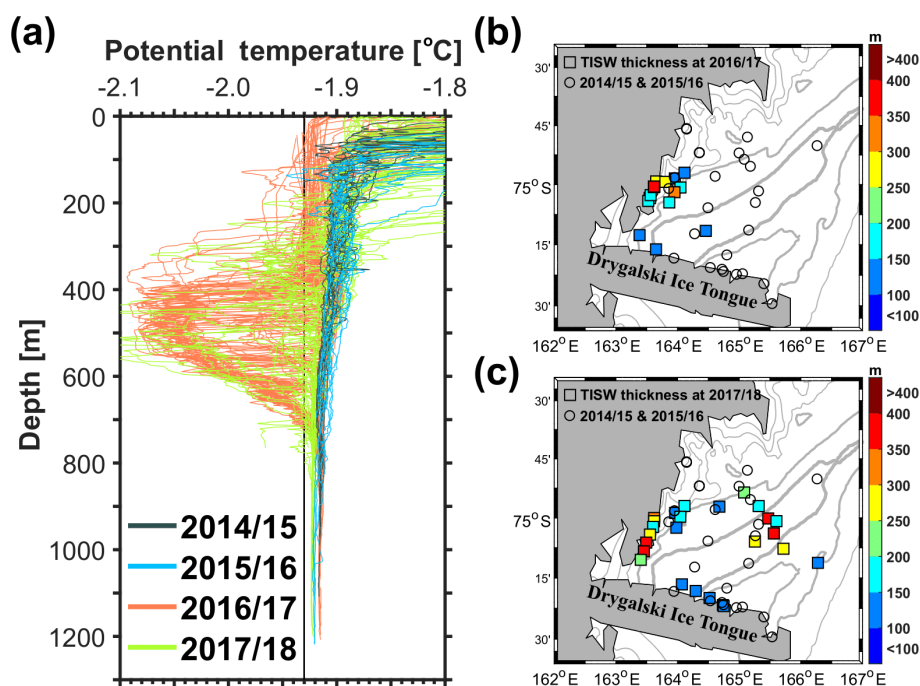 (a)
Potential temperature [°C]
-2.1 -2.0 -1.9 -1.8
0
200
400
600
800
1000
1200
Depth [m]
2014/15
2015/16
2016/17
2017/18
(b)
TISW thickness at 2016/17
2014/15 & 2015/16
30'
45'
75° S
15'
30'
Drygalski Ice Tongue
162° E 163° E 164° E 165° E 166° E 167° E
m
>400
400
350
300
250
200
150
100
<100
(c)
TISW thickness at 2017/18
2014/15 & 2015/16
30'
45'
75° S
15'
30'
Drygalski Ice Tongue
162° E 163° E 164° E 165° E 166° E 167° E
m
>400
400
350
300
250
200
150
100
<100